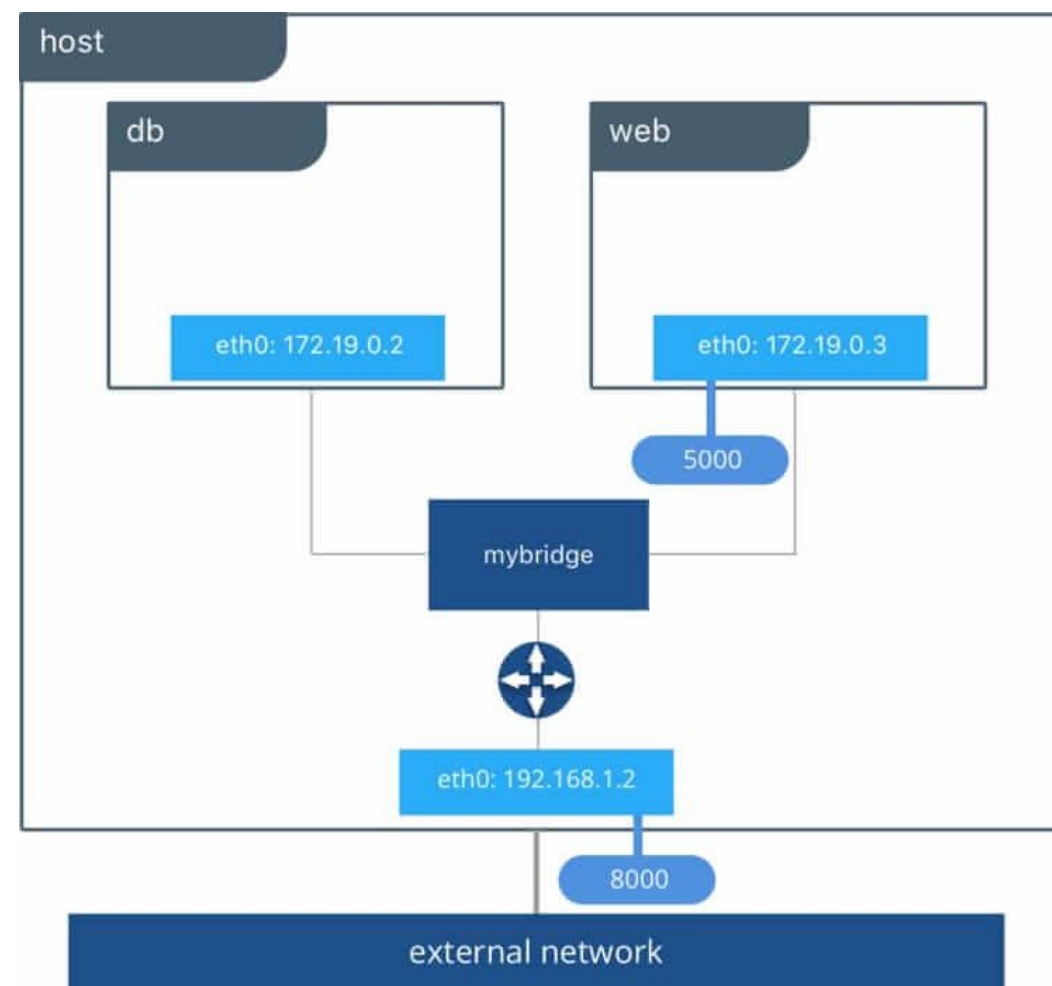 host
db
web
eth0: 172.19.0.2
eth0: 172.19.0.3
5000
mybridge
eth0: 192.168.1.2
8000
external network